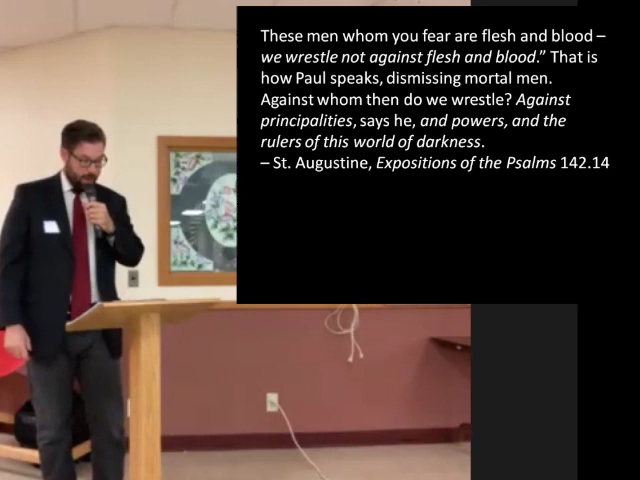 These men whom you fear are flesh and blood –
we wrestle not against flesh and blood.” That is
how Paul speaks, dismissing mortal men.
Against whom then do we wrestle? Against
principalities, says he, and powers, and the
rulers of this world of darkness.
– St. Augustine, Expositions of the Psalms 142.14